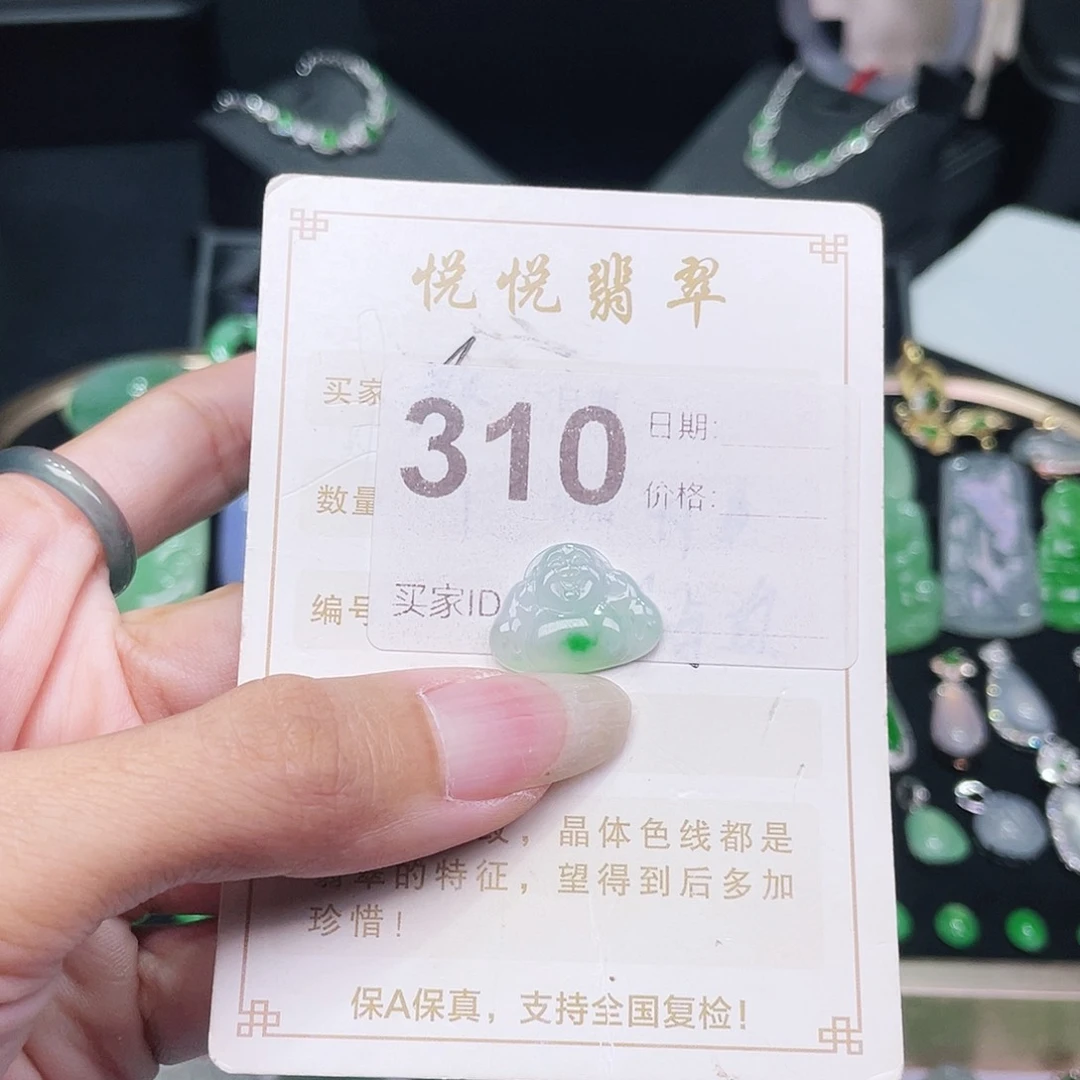 悦悦翡翠
买家
310
日期:
数量
价格:
编号
买家ID
，晶体色线都是
翡翠的特征，望得到后多加
珍惜！
保A保真，支持全国复检！